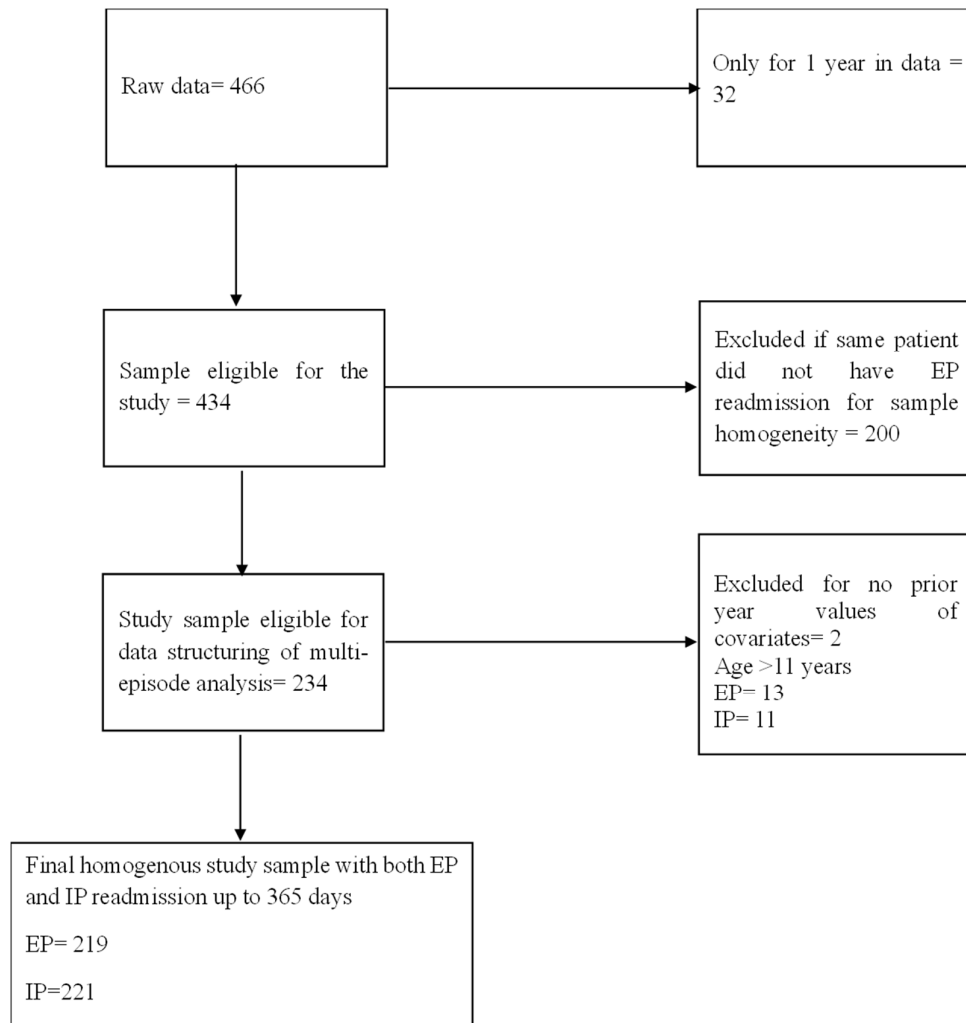 Raw data= 466
Only for 1 year in data =
32
Sample eligible for the
study = 434
Excluded if same patient
did not have EP
readmission for sample
homogeneity = 200
Study sample eligible for
data structuring of multi-
episode analysis= 234
Excluded for no prior
year values of
covariates= 2
Age >11 years
EP= 13
IP= 11
Final homogenous study sample with both EP
and IP readmission up to 365 days
EP= 219
IP=221